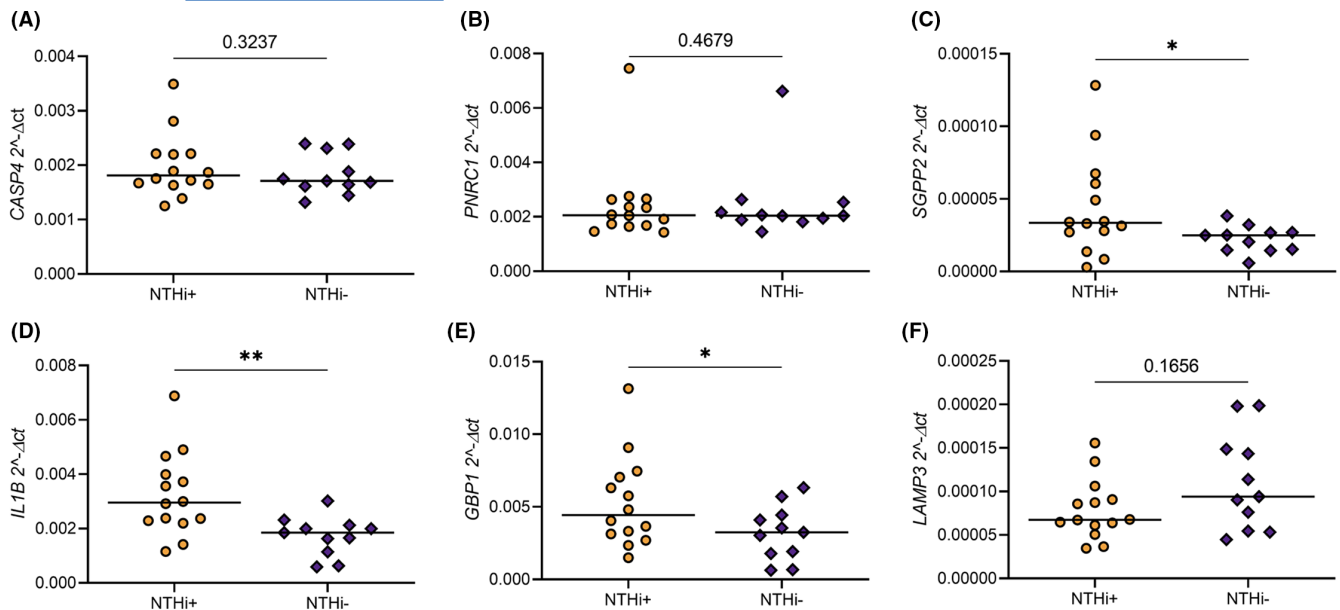 (A)
0.3237
0.004
0.003
0.002
0.001
0.000
CASP4 2^-Δct
NTHi+ NTHi-
(B)
0.4679
0.008
0.006
0.004
0.002
0.000
PNRC1 2^-Δct
NTHi+ NTHi-
(C)
*
0.00015
0.00010
0.00005
0.00000
SGPP2 2^-Δct
NTHi+ NTHi-
(D)
**
0.008
0.006
0.004
0.002
0.000
IL1B 2^-Δct
NTHi+ NTHi-
(E)
*
0.015
0.010
0.005
0.000
GBP1 2^-Δct
NTHi+ NTHi-
(F)
0.1656
0.00025
0.00020
0.00015
0.00010
0.00005
0.00000
LAMP3 2^-Δct
NTHi+ NTHi-